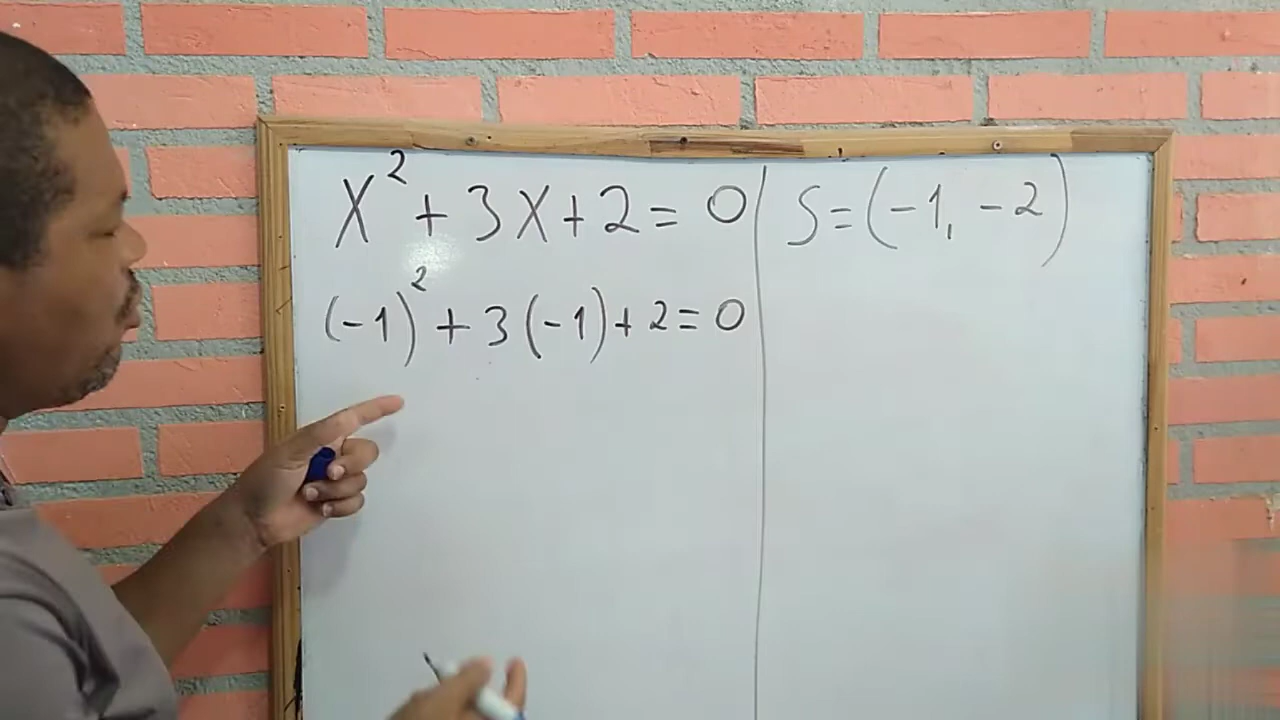 X² + 3X + 2 = 0
(-1)² + 3(-1) + 2 = 0
S = (-1, -2)